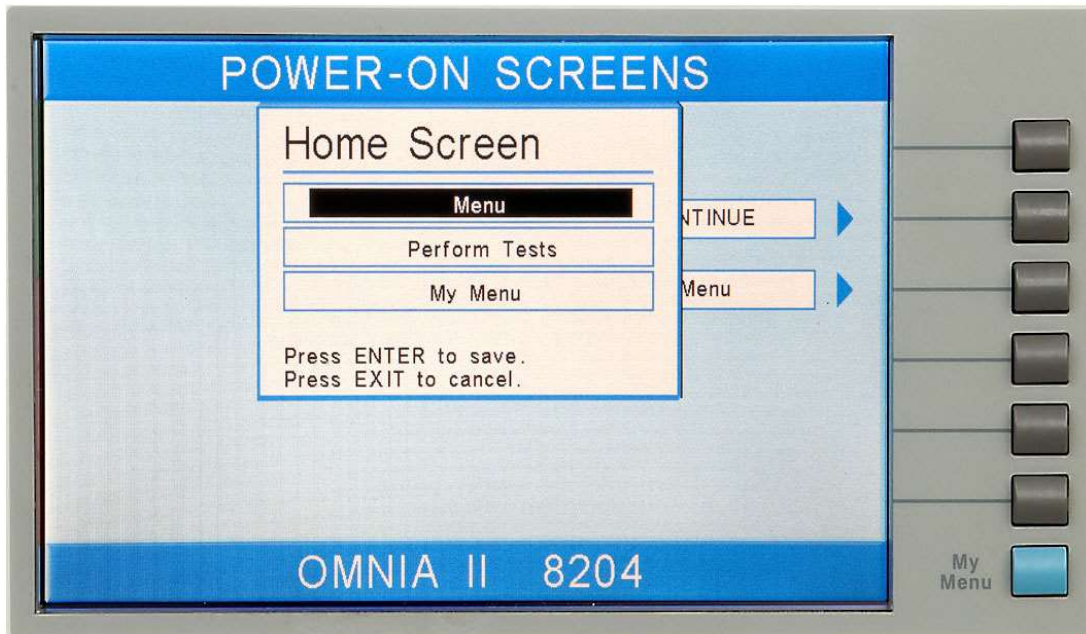 POWER-ON SCREENS
Home Screen
Menu
Perform Tests
My Menu
Press ENTER to save.
Press EXIT to cancel.
NTINUE
Menu
OMNIA II 8204
My
Menu